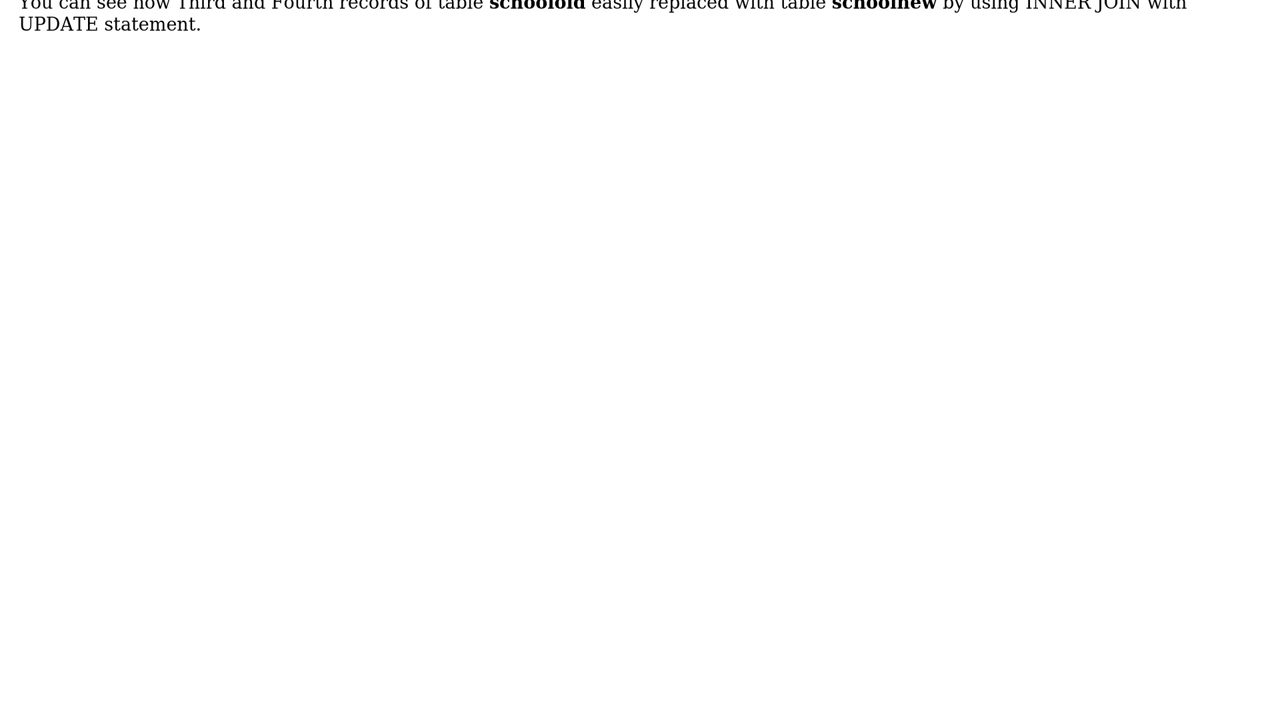 You can see how Third and Fourth records of table schoolold easily replaced with table schoolnew by using INNER JOIN with
UPDATE statement.